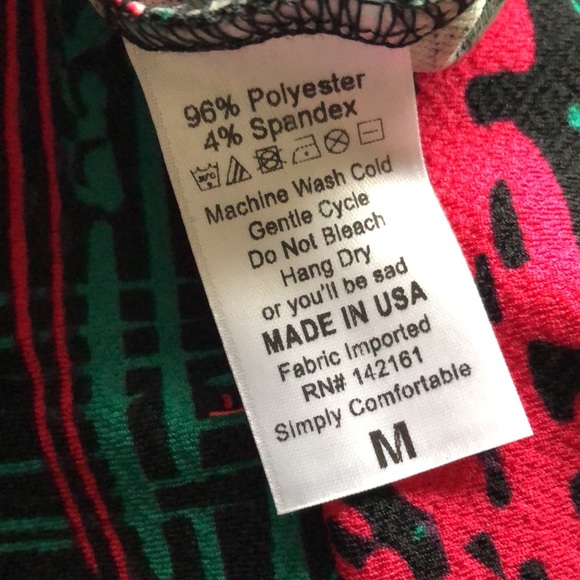 96% Polyester
4% Spandex
30°C
Machine Wash Cold
Gentle Cycle
Do Not Bleach
Hang Dry
or you'll be sad
MADE IN USA
Fabric Imported
RN# 142161
Simply Comfortable
M